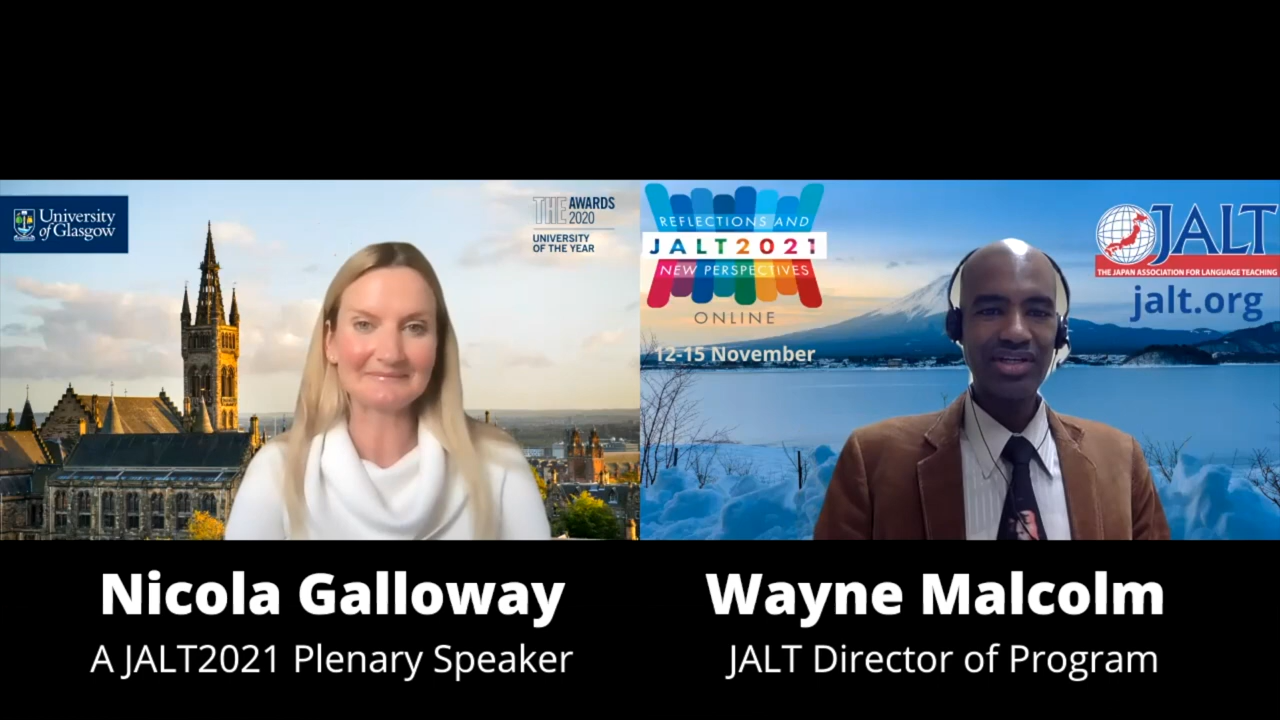 University
of Glasgow
THE AWARDS
2020
UNIVERSITY
OF THE YEAR
REFLECTIONS AND
JALT2021
NEW PERSPECTIVES
ONLINE
12-15 November
JALT
THE JAPAN ASSOCIATION FOR LANGUAGE TEACHING
jalt.org
Nicola Galloway
A JALT2021 Plenary Speaker
Wayne Malcolm
JALT Director of Program